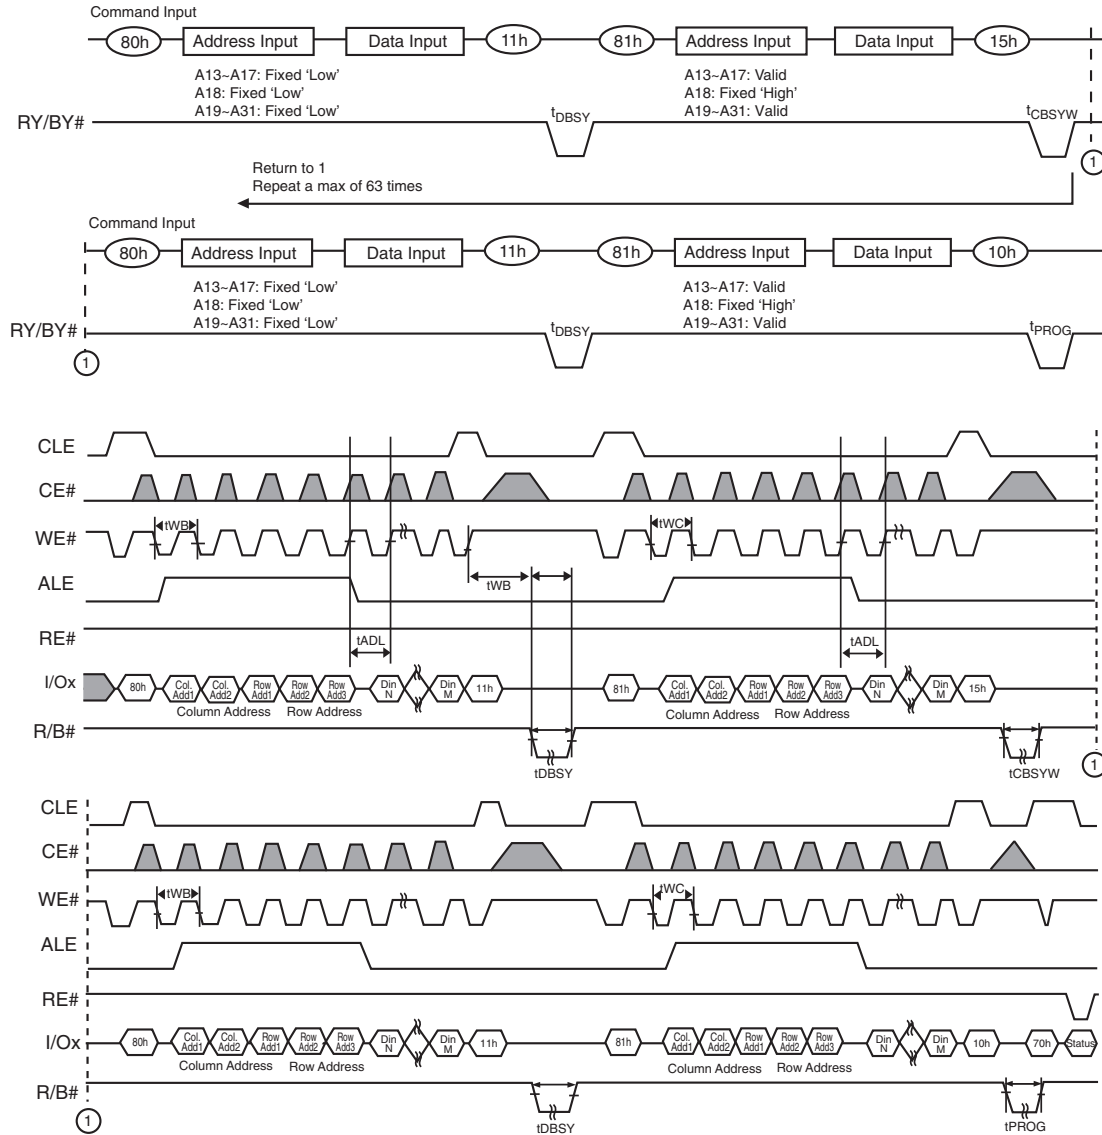 Command Input
80h Address Input Data Input 11h 81h Address Input Data Input 15h
A13~A17: Fixed 'Low' A13~A17: Valid
A18: Fixed 'Low' A18: Fixed 'High'
A19~A31: Fixed 'Low' A19~A31: Valid
RY/BY# tDBSY tCBSYW
1
Return to 1
Repeat a max of 63 times
Command Input
80h Address Input Data Input 11h 81h Address Input Data Input 10h
A13~A17: Fixed 'Low' A13~A17: Valid
A18: Fixed 'Low' A18: Fixed 'High'
A19~A31: Fixed 'Low' A19~A31: Valid
RY/BY# tDBSY tPROG
1
CLE
CE#
WE# tWB tWC
ALE tWB
RE# tADL tADL
I/Ox 80h Col. Add1 Col. Add2 Row Add1 Row Add2 Row Add3 Din N Din M 11h 81h Col. Add1 Col. Add2 Row Add1 Row Add2 Row Add3 Din N Din M 15h
Column Address Row Address Column Address Row Address
R/B# tDBSY tCBSYW 1
CLE
CE#
WE# tWB tWC
ALE
RE#
I/Ox 80h Col. Add1 Col. Add2 Row Add1 Row Add2 Row Add3 Din N Din M 11h 81h Col. Add1 Col. Add2 Row Add1 Row Add2 Row Add3 Din N Din M 10h 70h Status
Column Address Row Address Column Address Row Address
R/B# tDBSY tPROG
1